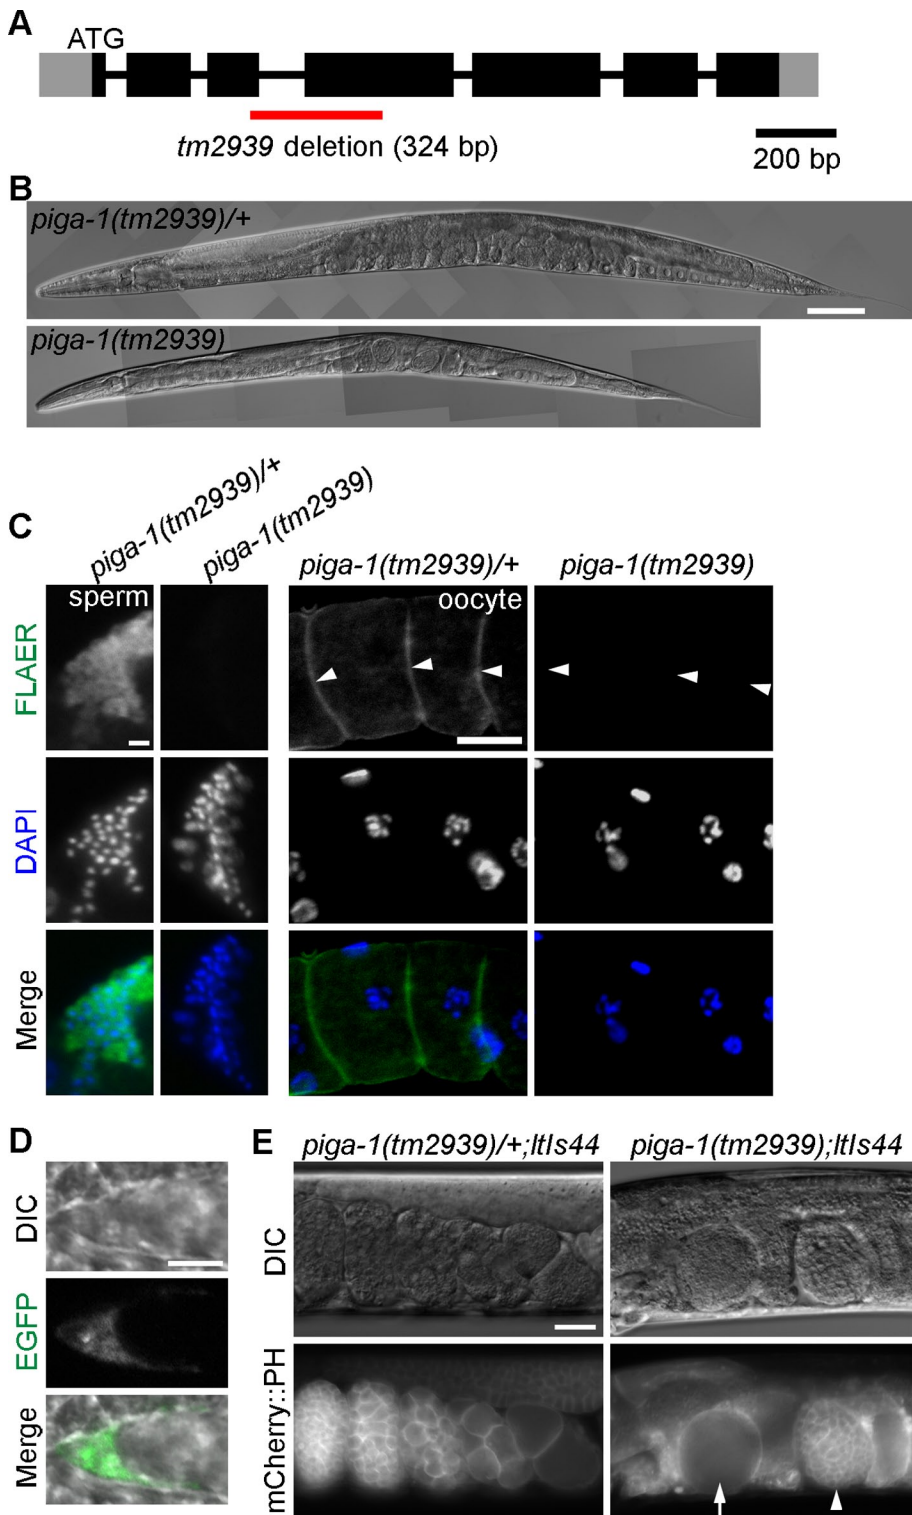 A
ATG
tm2939 deletion (324 bp)
200 bp
B
piga-1(tm2939)/+
piga-1(tm2939)
C
piga-1(tm2939)/+
piga-1(tm2939)
piga-1(tm2939)/+
piga-1(tm2939)
sperm
oocyte
FLAER
DAPI
Merge
D
DIC
EGFP
Merge
E
piga-1(tm2939)/+;ltIs44
piga-1(tm2939);ltIs44
DIC
mCherry::PH